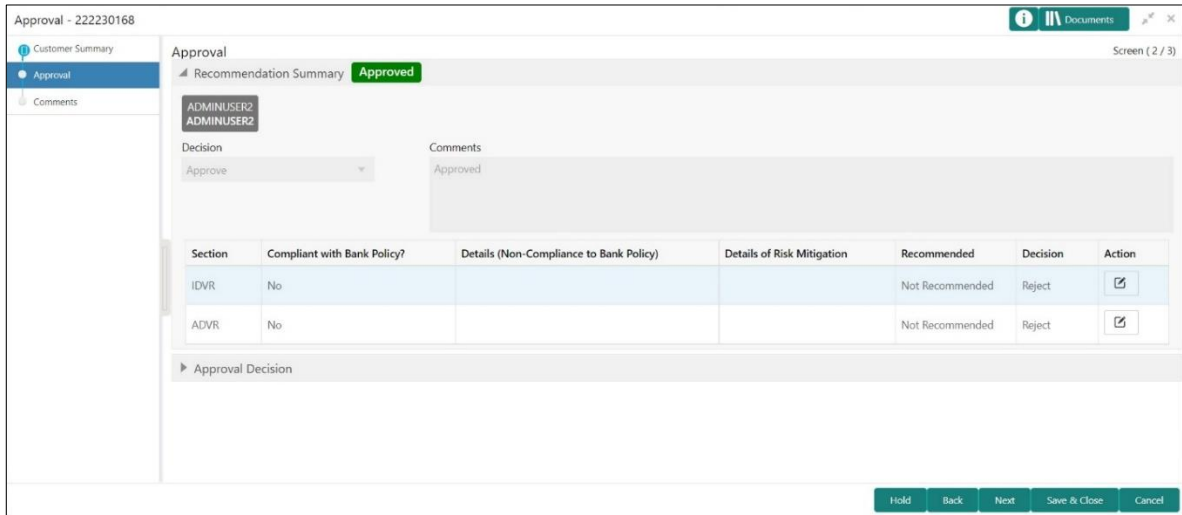 Approval - 222230168
Documents
Customer Summary
Approval
Comments
Approval
Screen ( 2 / 3)
Recommendation Summary Approved
ADMINUSER2
ADMINUSER2
Decision Comments
Approve Approved
Section Compliant with Bank Policy? Details (Non-Compliance to Bank Policy) Details of Risk Mitigation Recommended Decision Action
IDVR No Not Recommended Reject
ADVR No Not Recommended Reject
Approval Decision
Hold Back Next Save & Close Cancel